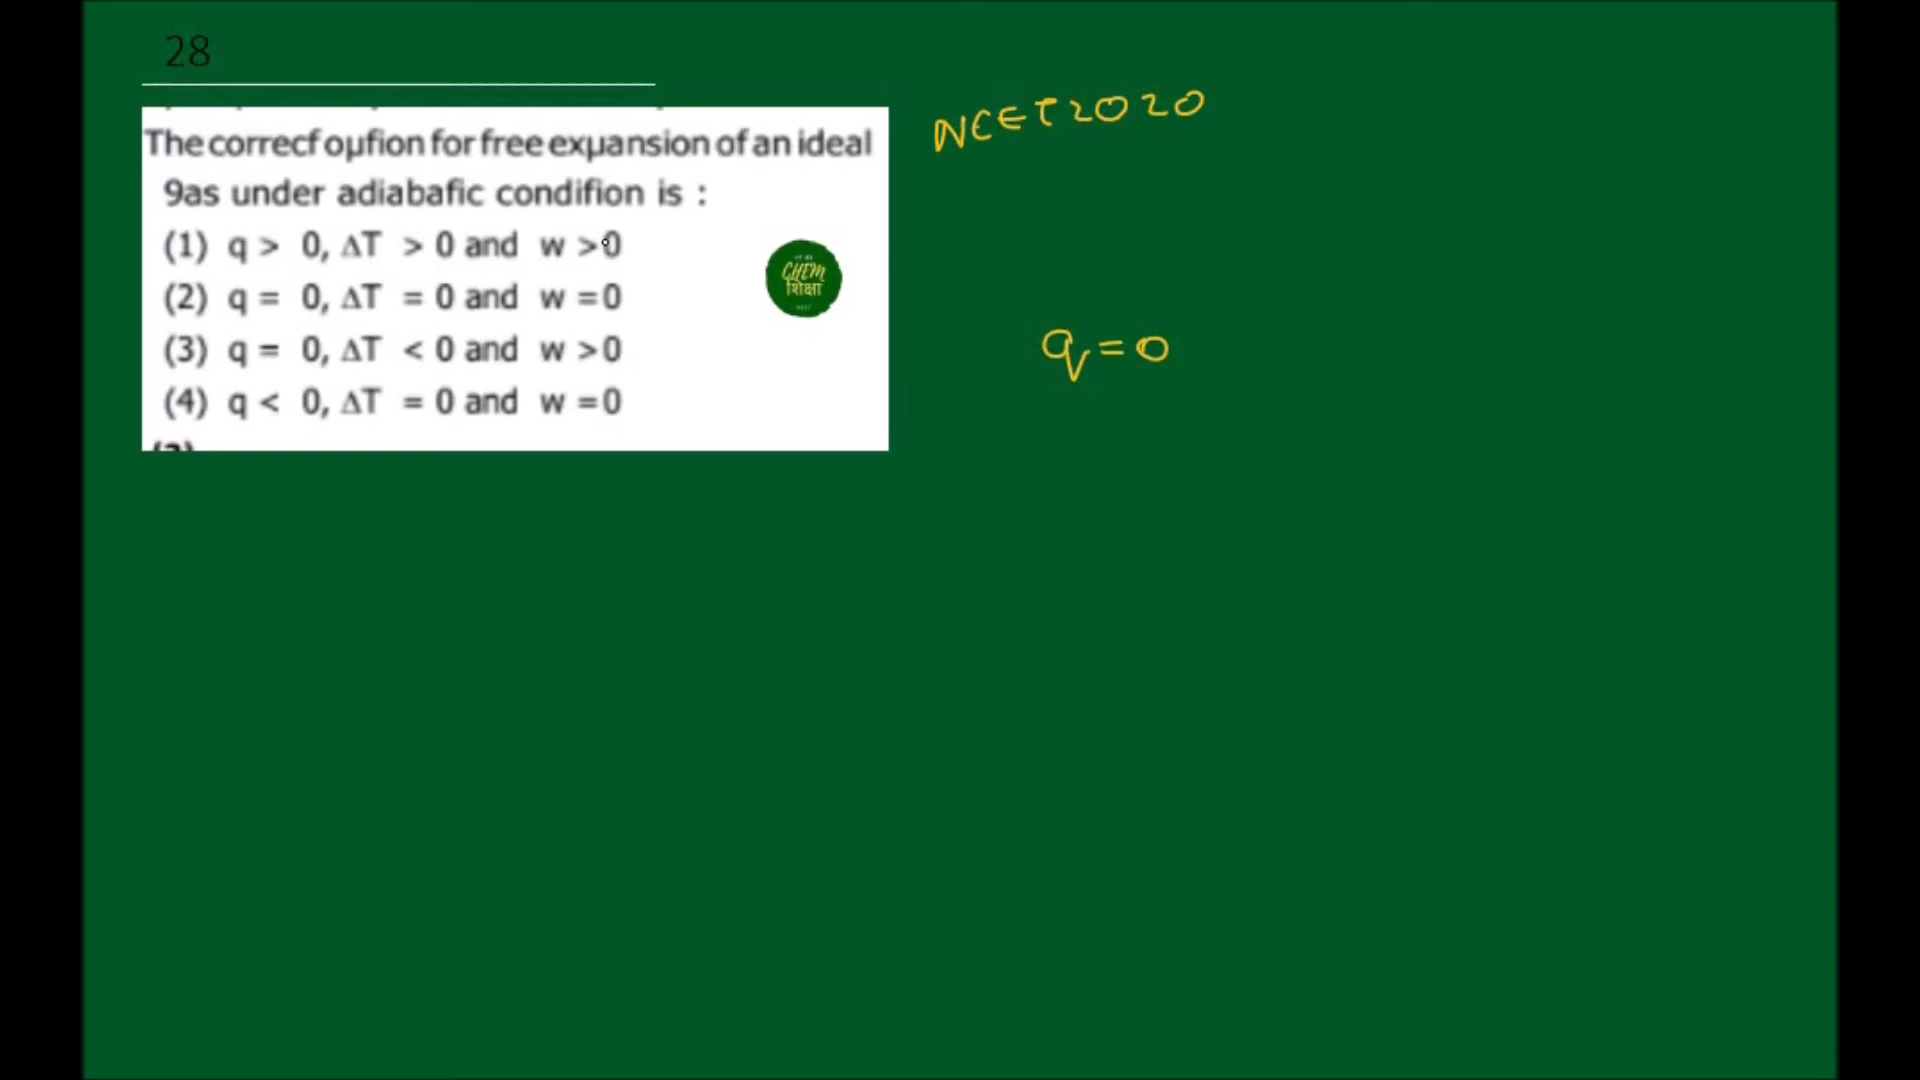 28
The correcf oµfion for free exµansion of an ideal
9as under adiabafic condifion is :
(1) q > 0, ΔT > 0 and w >0
(2) q = 0, ΔT = 0 and w =0
(3) q = 0, ΔT < 0 and w >0
(4) q < 0, ΔT = 0 and w =0
CHEM
शिक्षा
NEET2020
q=0